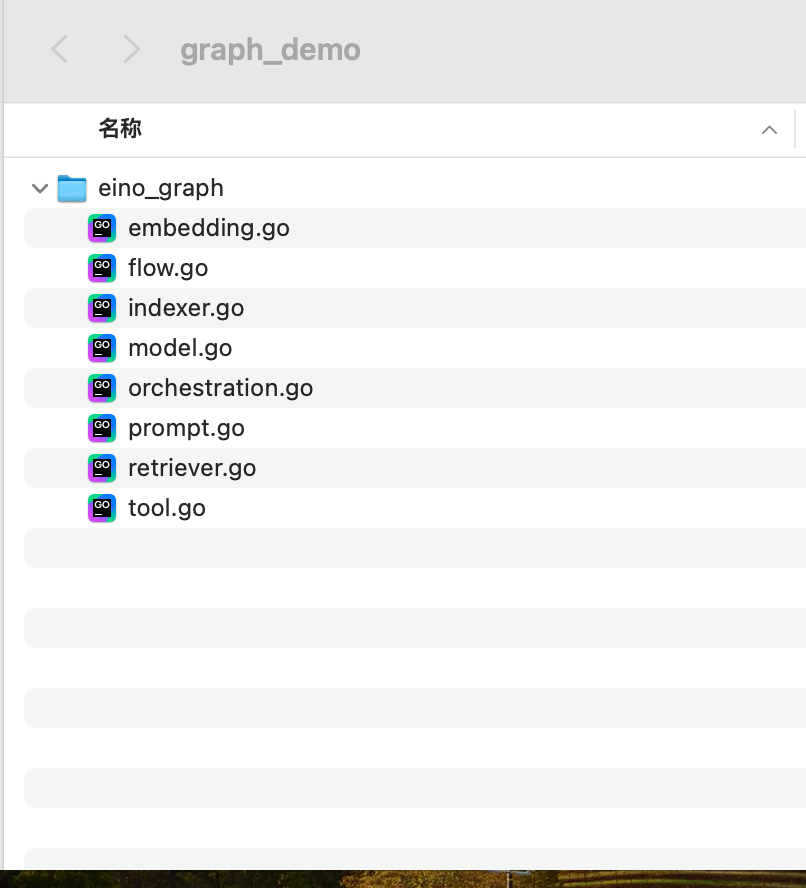 graph_demo
名称
eino_graph
GO embedding.go
GO flow.go
GO indexer.go
GO model.go
GO orchestration.go
GO prompt.go
GO retriever.go
GO tool.go